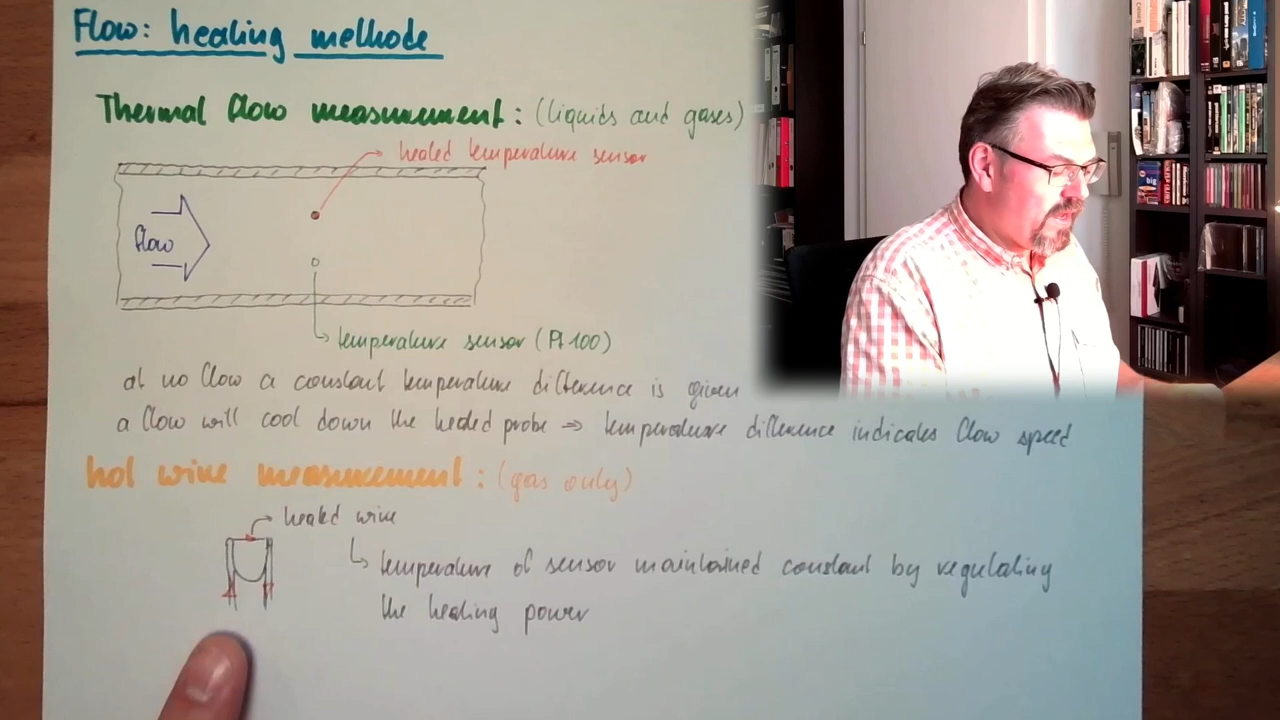 Flow: heating methode
Thermal flow measurement: (liquids and gases)
heated temperature sensor
flow
temperature sensor (Pt100)
at no flow a constant temperature difference is given
a flow will cool down the heated probe => temperature difference indicates flow speed
hot wire measurement: (gas only)
heated wire
temperature of sensor maintained constant by regulating
the heating power